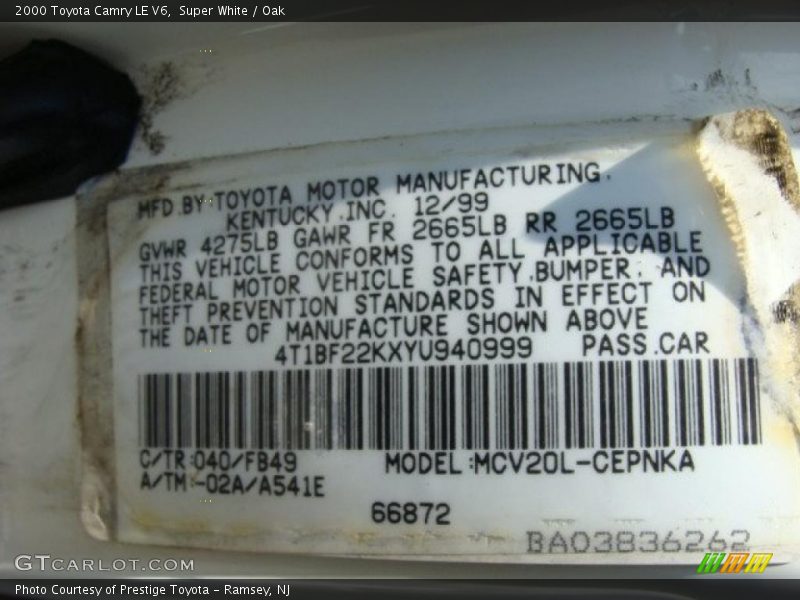 2000 Toyota Camry LE V6,  Super White / Oak
MFD.BY TOYOTA MOTOR MANUFACTURING.
KENTUCKY.INC. 12/99
GVWR 4275LB GAWR FR 2665LB RR 2665LB
THIS VEHICLE CONFORMS TO ALL APPLICABLE
FEDERAL MOTOR VEHICLE SAFETY.BUMPER, AND
THEFT PREVENTION STANDARDS IN EFFECT ON
THE DATE OF MANUFACTURE SHOWN ABOVE
4T1BF22KXYU940999 PASS.CAR
C/TR:040/FB49 MODEL:MCV20L-CEPNKA
A/TM:-02A/A541E
66872
BA03836262
GTCARLOT.COM
Photo Courtesy of Prestige Toyota - Ramsey, NJ